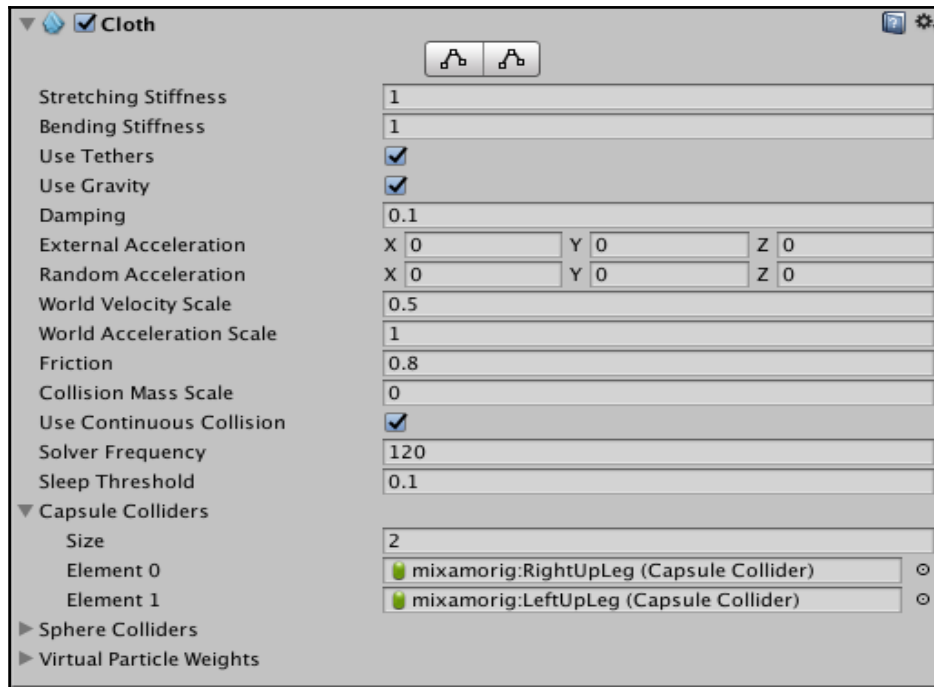 Cloth
Stretching Stiffness 1
Bending Stiffness 1
Use Tethers
Use Gravity
Damping 0.1
External Acceleration X 0 Y 0 Z 0
Random Acceleration X 0 Y 0 Z 0
World Velocity Scale 0.5
World Acceleration Scale 1
Friction 0.8
Collision Mass Scale 0
Use Continuous Collision
Solver Frequency 120
Sleep Threshold 0.1
Capsule Colliders
Size 2
Element 0 mixamorig:RightUpLeg (Capsule Collider)
Element 1 mixamorig:LeftUpLeg (Capsule Collider)
Sphere Colliders
Virtual Particle Weights